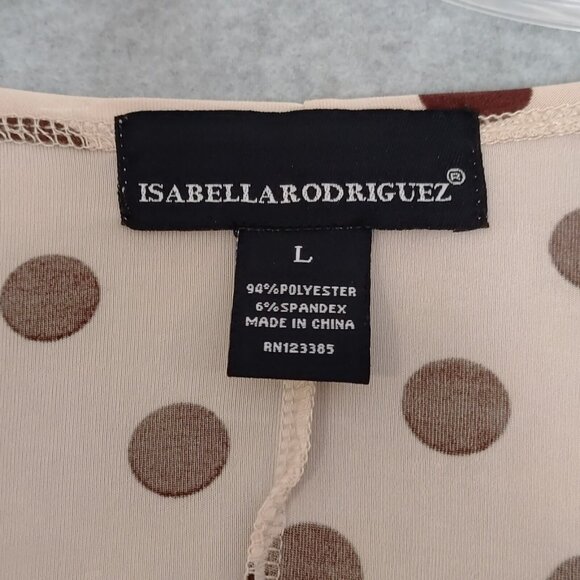 ISABELLARODRIGUEZ®
L
94%POLYESTER
6%SPANDEX
MADE IN CHINA
RN123385